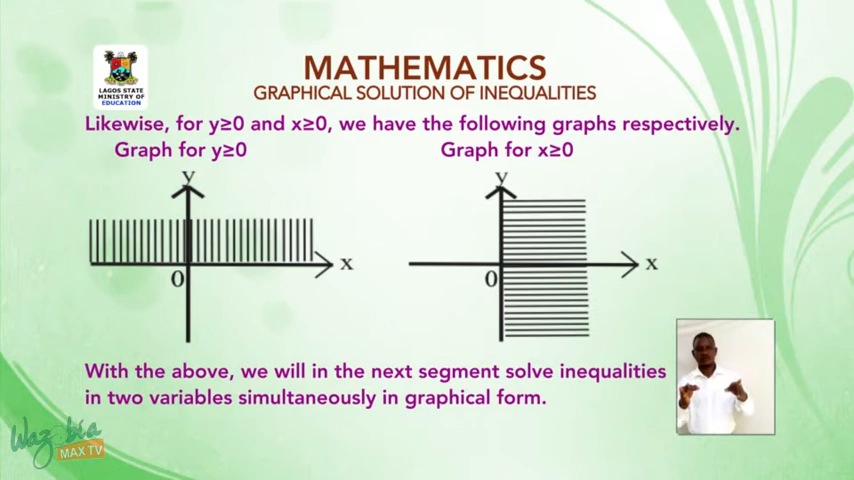 LAGOS STATE
MINISTRY OF
EDUCATION
MATHEMATICS
GRAPHICAL SOLUTION OF INEQUALITIES
Likewise, for y≥0 and x≥0, we have the following graphs respectively.
Graph for y≥0
Graph for x≥0
y
x
0
y
x
0
With the above, we will in the next segment solve inequalities
in two variables simultaneously in graphical form.
Wazobia
MAX TV